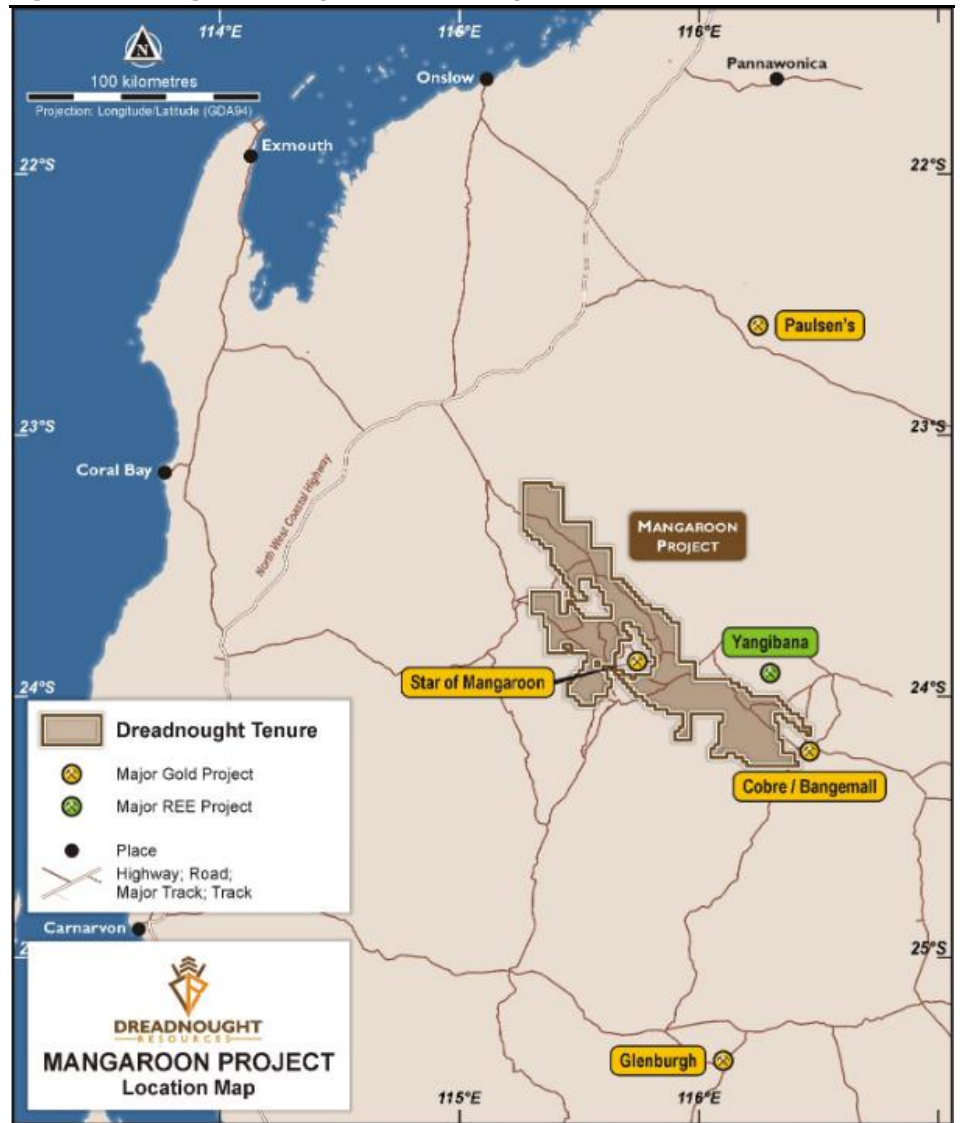 114°E
115°E
116°E
N
100 kilometres
Projection: Longitude/Latitude (GDA94)
Onslow
Pannawonica
Exmouth
22°S
22°S
Paulsen's
23°S
23°S
Coral Bay
North West Coastal Highway
MANGAROON
PROJECT
Yangibana
Star of Mangaroon
24°S
24°S
Cobre / Bangemall
Dreadnought Tenure
Major Gold Project
Major REE Project
Place
Highway; Road;
Major Track; Track
Carnarvon
25°S
DREADNOUGHT
RESOURCES
MANGAROON PROJECT
Location Map
Glenburgh
115°E
116°E